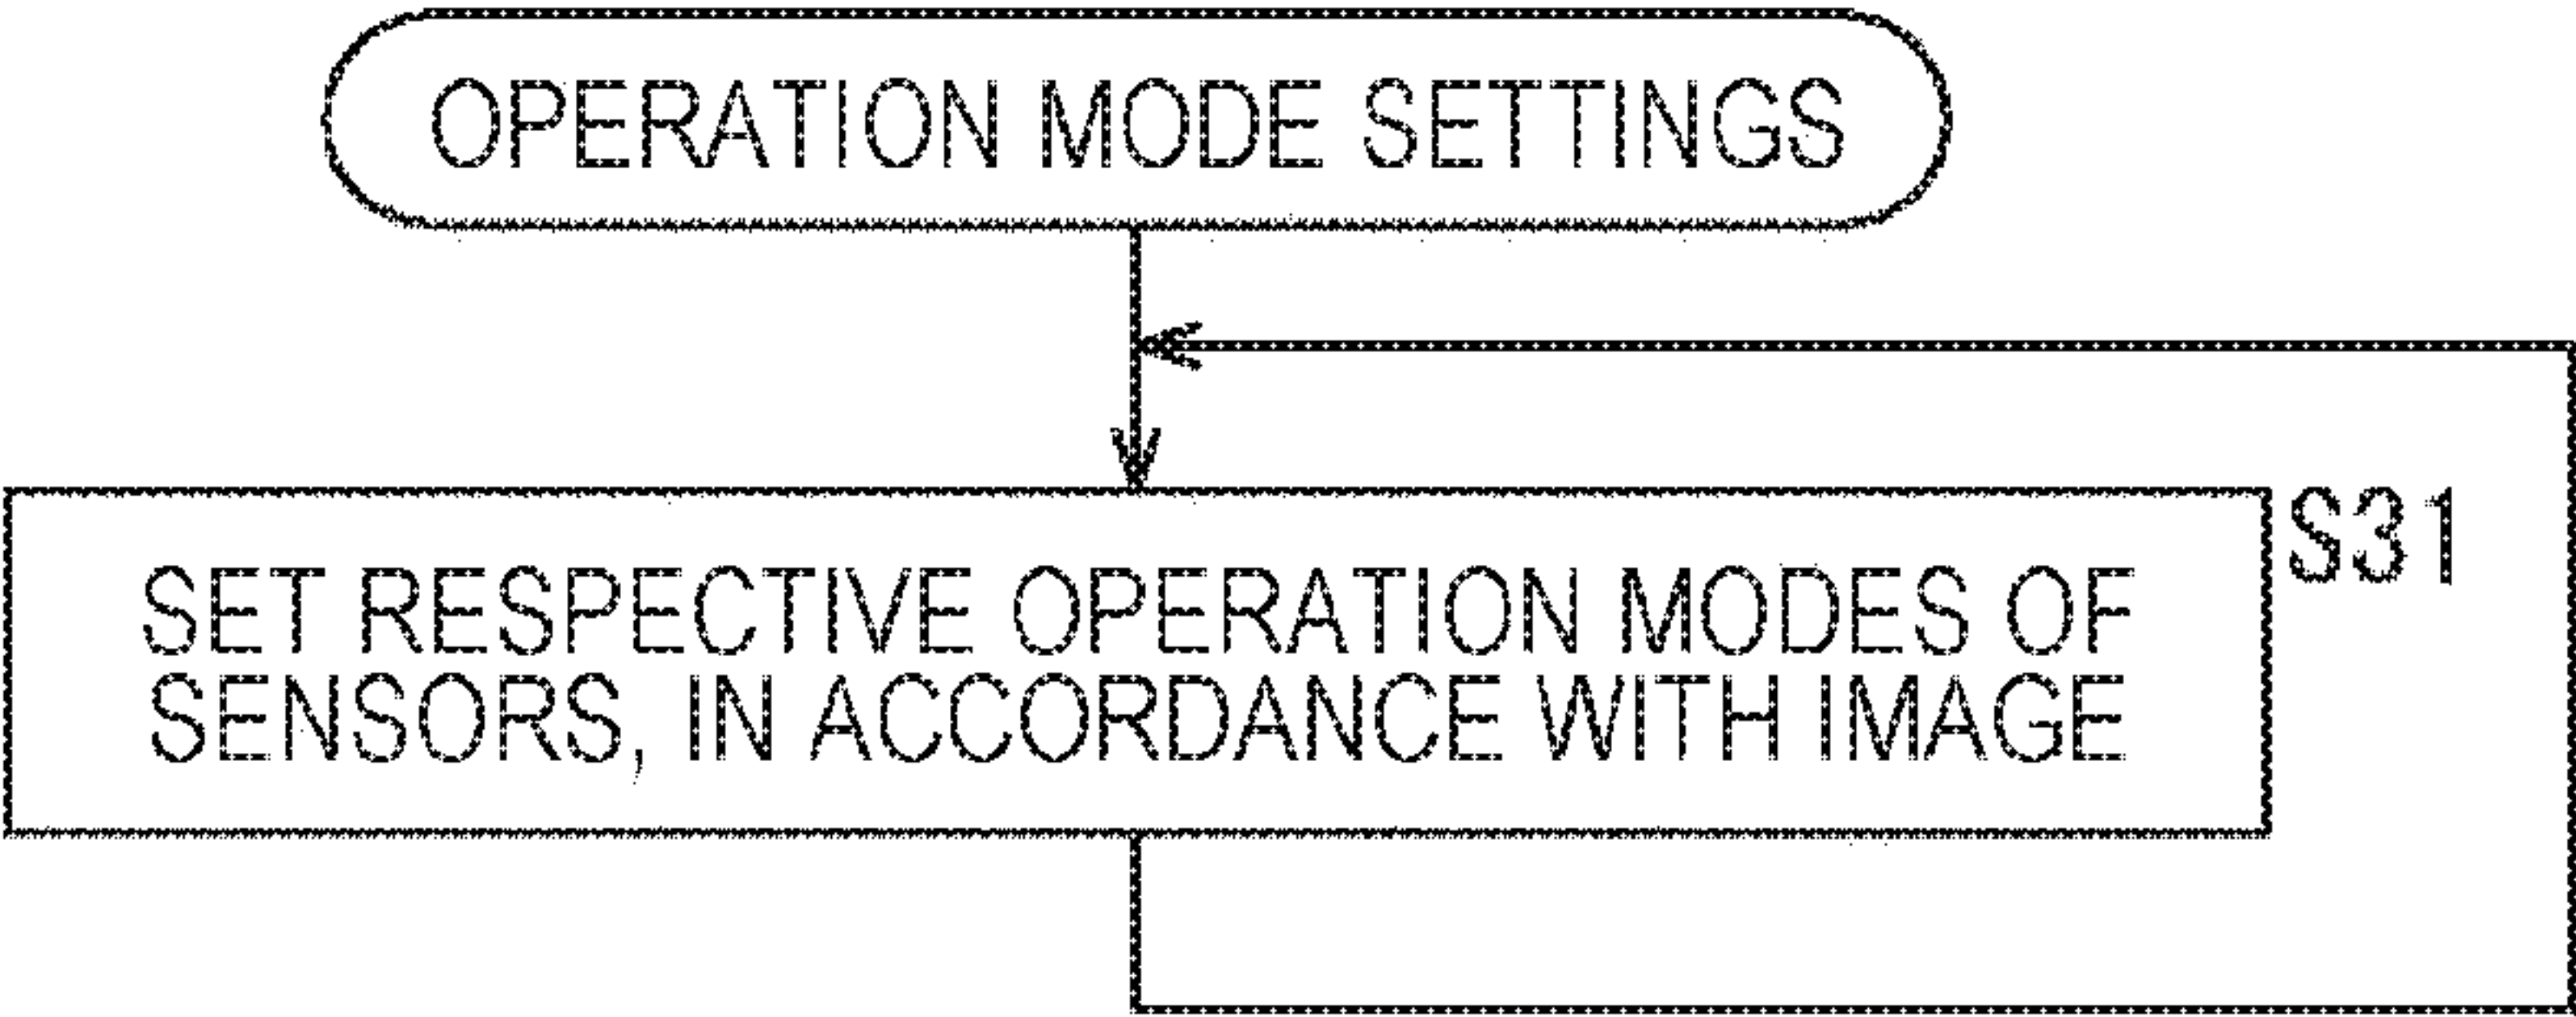 OPERATION MODE SETTINGS
S31
SET RESPECTIVE OPERATION MODES OF
SENSORS, IN ACCORDANCE WITH IMAGE